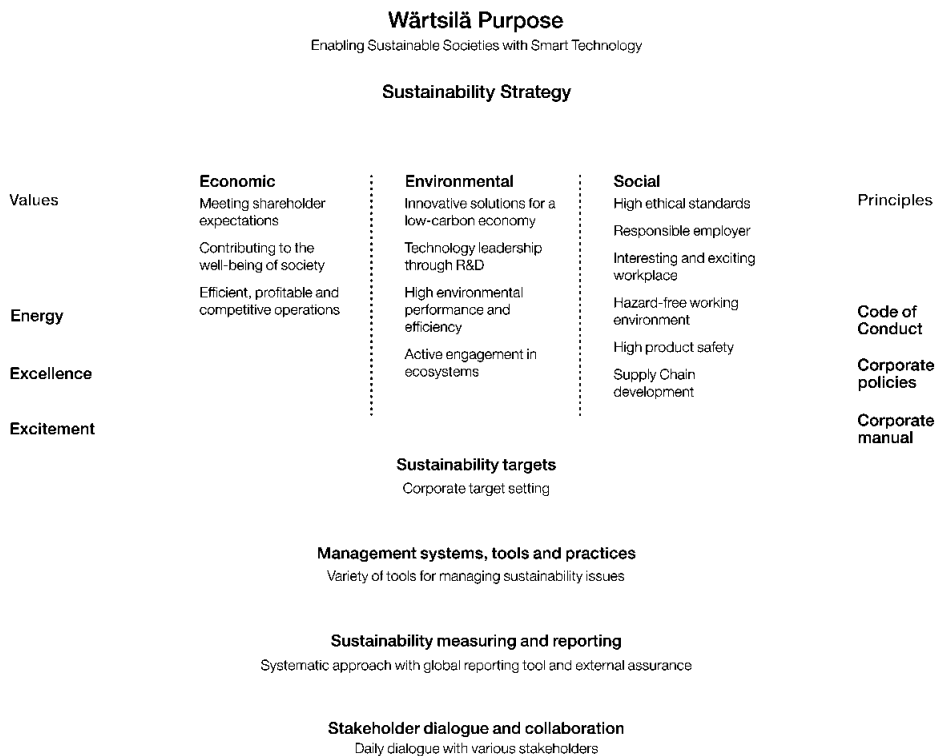 Wärtsilä Purpose
Enabling Sustainable Societies with Smart Technology
Sustainability Strategy
Values
Energy
Excellence
Excitement
Economic
Meeting shareholder
expectations
Contributing to the
well-being of society
Efficient, profitable and
competitive operations
Environmental
Innovative solutions for a
low-carbon economy
Technology leadership
through R&D
High environmental
performance and
efficiency
Active engagement in
ecosystems
Social
High ethical standards
Responsible employer
Interesting and exciting
workplace
Hazard-free working
environment
High product safety
Supply Chain
development
Principles
Code of
Conduct
Corporate
policies
Corporate
manual
Sustainability targets
Corporate target setting
Management systems, tools and practices
Variety of tools for managing sustainability issues
Sustainability measuring and reporting
Systematic approach with global reporting tool and external assurance
Stakeholder dialogue and collaboration
Daily dialogue with various stakeholders